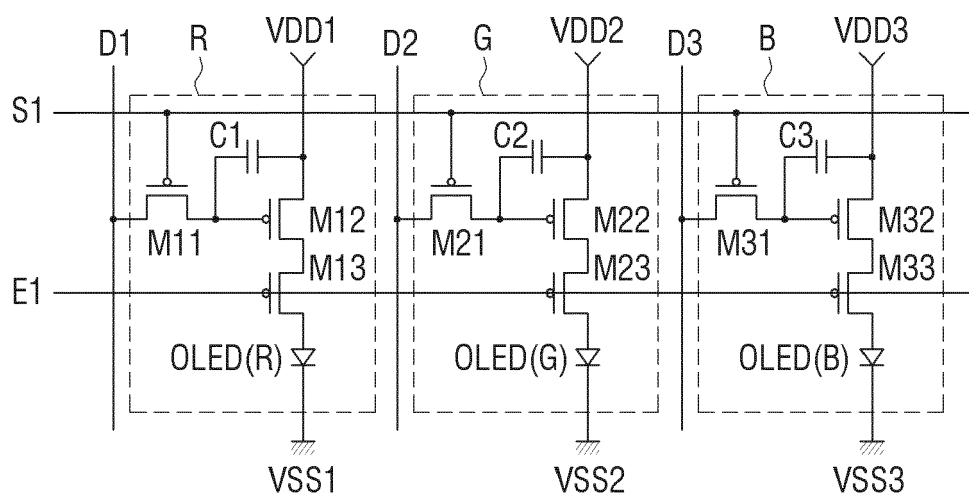 D1 R VDD1 D2 G VDD2 D3 B VDD3
S1
C1 C2 C3
M12 M22 M32
M11 M21 M31
M13 M23 M33
E1
OLED(R) OLED(G) OLED(B)
VSS1 VSS2 VSS3